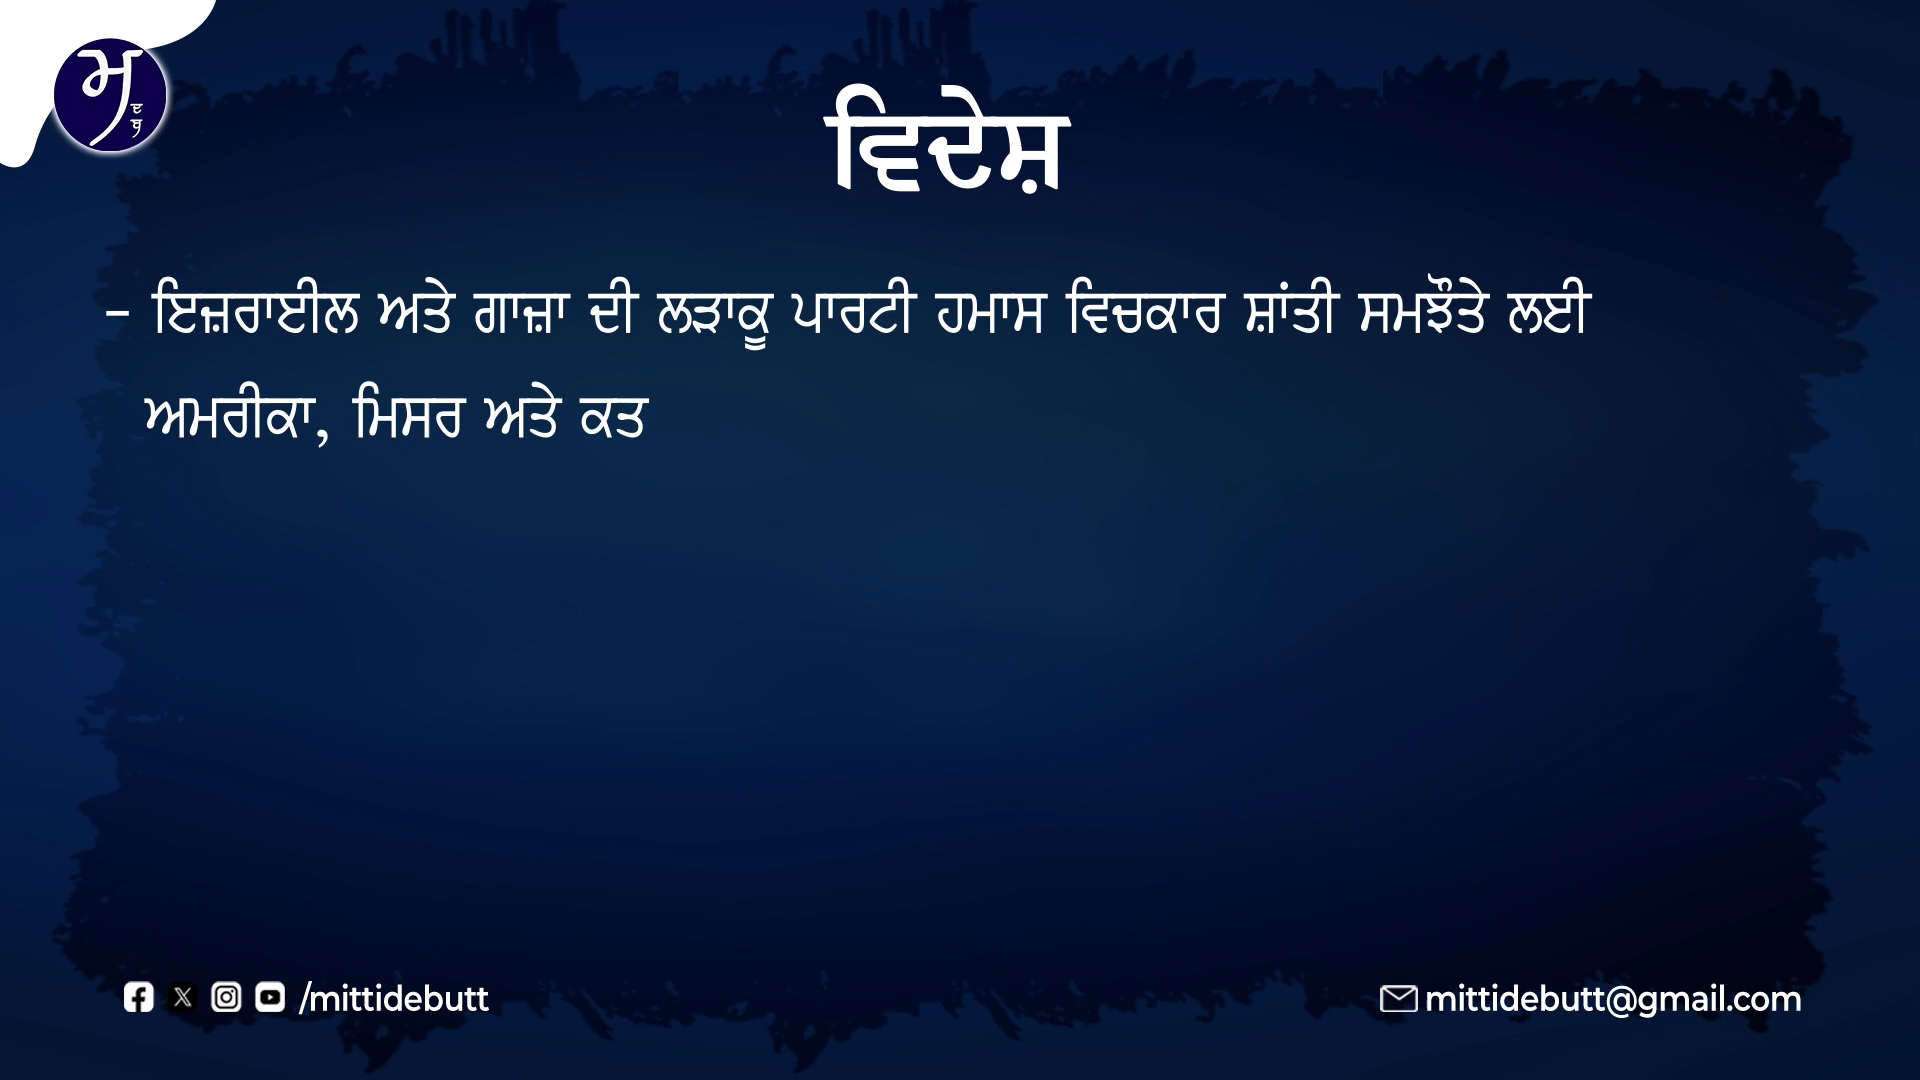 ਮ
ਦ
ਬੁ
ਵਿਦੇਸ਼
- ਇਜ਼ਰਾਈਲ ਅਤੇ ਗਾਜ਼ਾ ਦੀ ਲੜਾਕੂ ਪਾਰਟੀ ਹਮਾਸ ਵਿਚਕਾਰ ਸ਼ਾਂਤੀ ਸਮਝੌਤੇ ਲਈ
ਅਮਰੀਕਾ, ਮਿਸਰ ਅਤੇ ਕਤ
/mittidebutt
mittidebutt@gmail.com